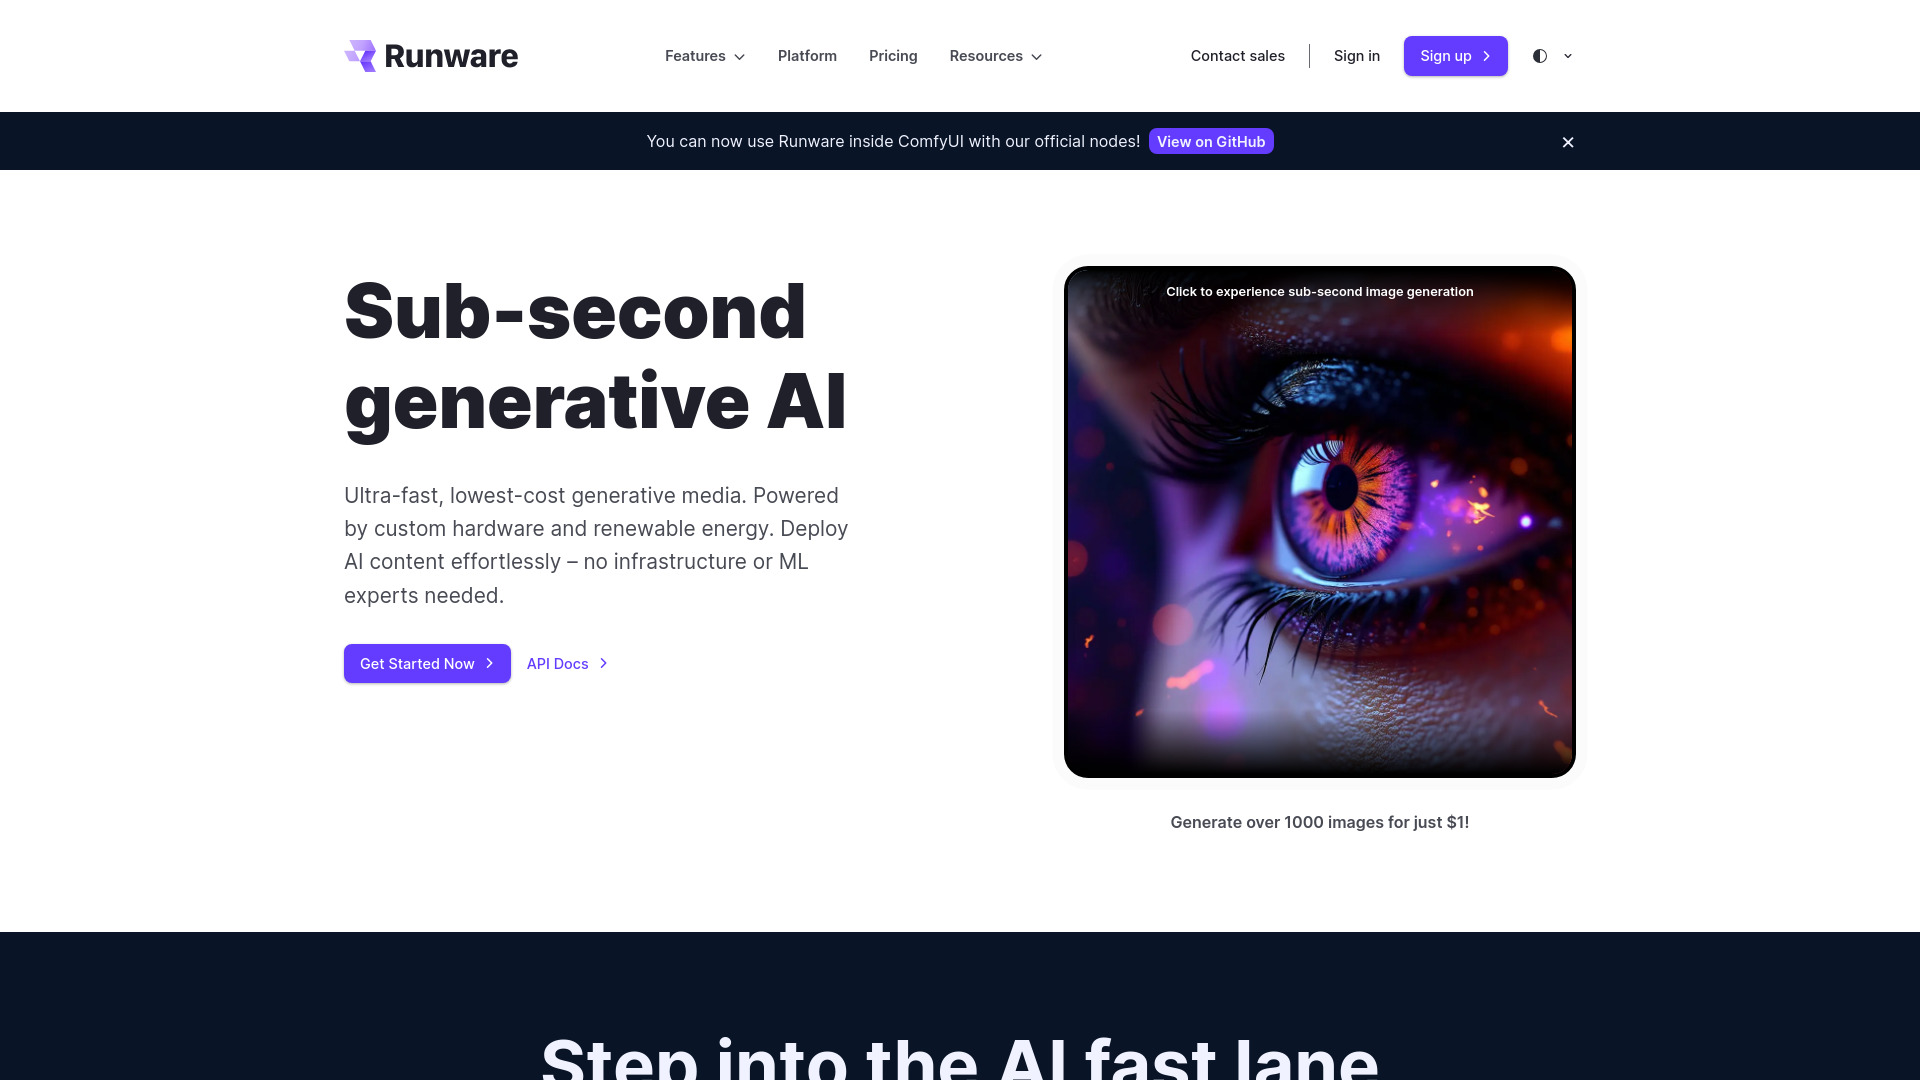 Runware
Features
Platform
Pricing
Resources
Contact sales
Sign in
Sign up
You can now use Runware inside ComfyUI with our official nodes!
View on GitHub
Sub-second
generative AI
Ultra-fast, lowest-cost generative media. Powered
by custom hardware and renewable energy. Deploy
AI content effortlessly – no infrastructure or ML
experts needed.
Get Started Now
API Docs
Click to experience sub-second image generation
Generate over 1000 images for just $1!
Step into the AI fast lane